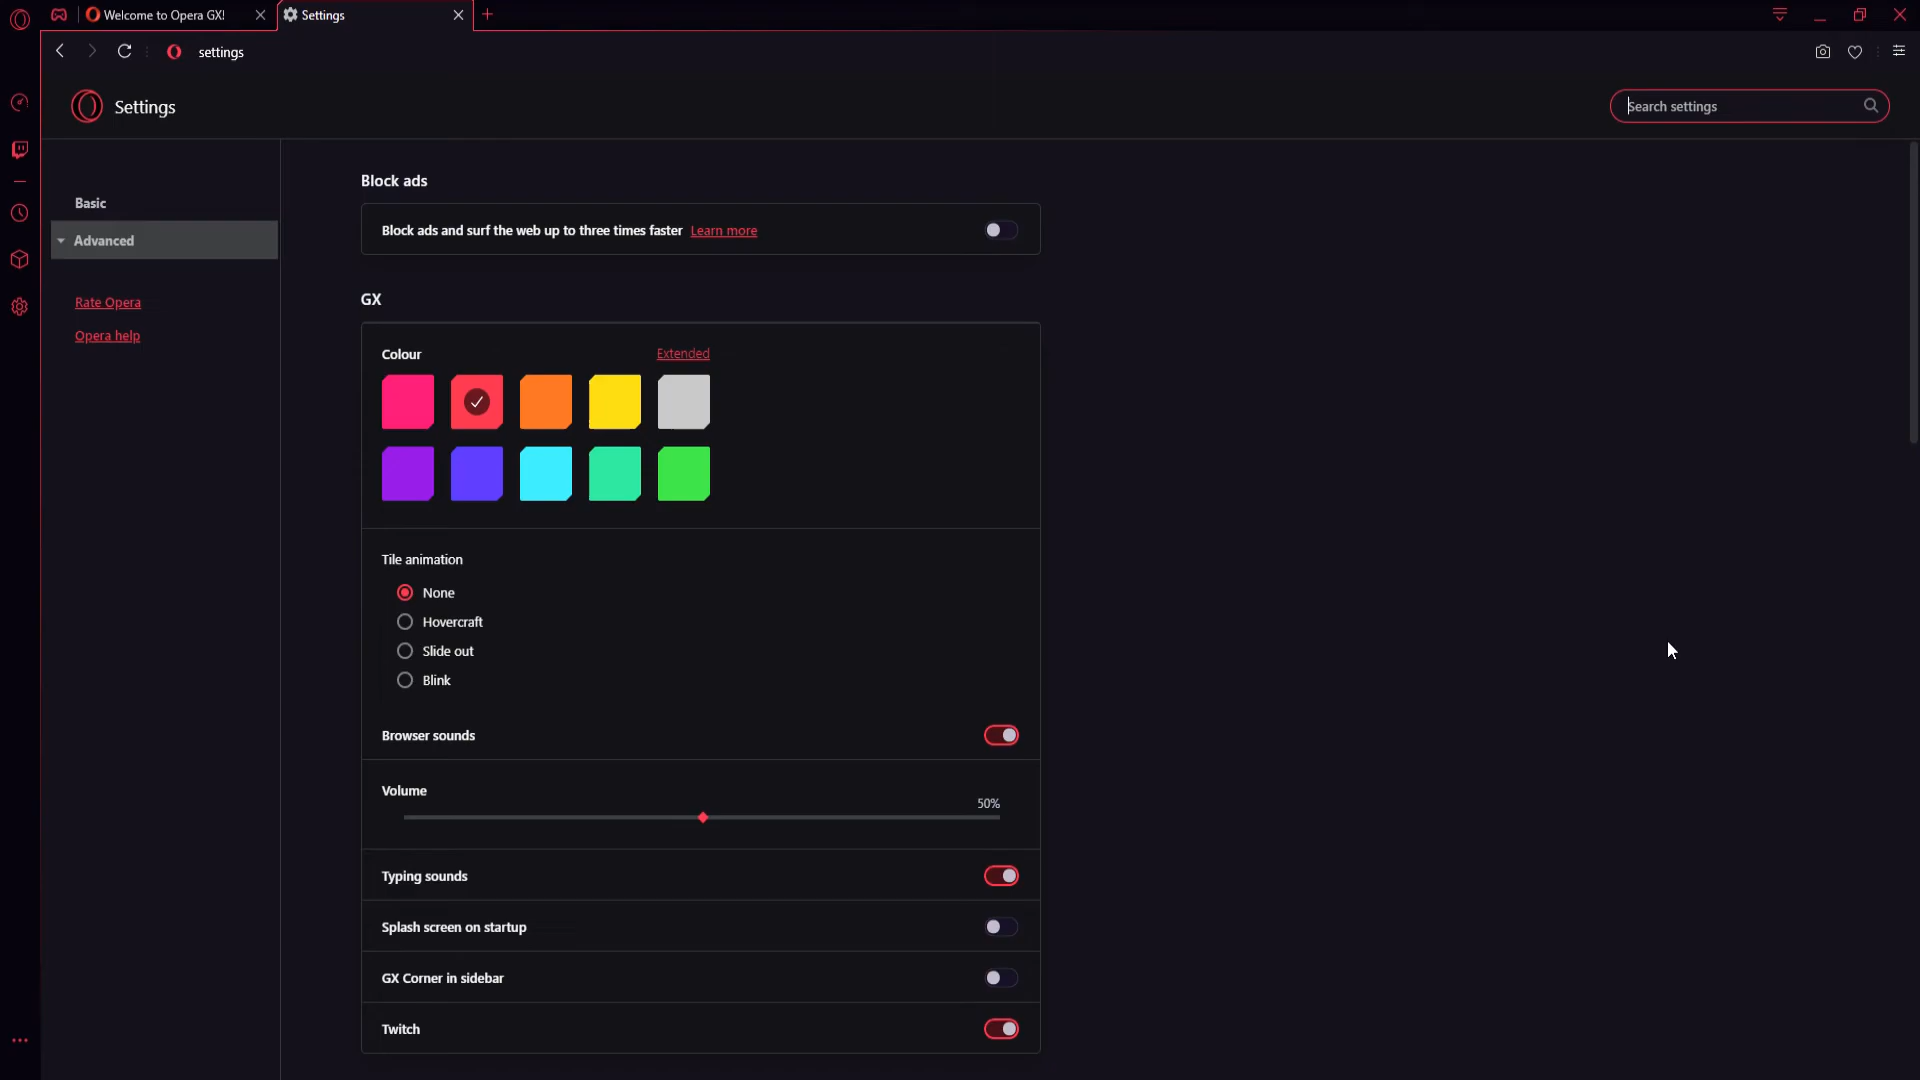 Welcome to Opera GX!
Settings
settings
Settings
Search settings
Basic
Advanced
Rate Opera
Opera help
Block ads
Block ads and surf the web up to three times faster Learn more
GX
Colour
Extended
Tile animation
None
Hovercraft
Slide out
Blink
Browser sounds
Volume
50%
Typing sounds
Splash screen on startup
GX Corner in sidebar
Twitch